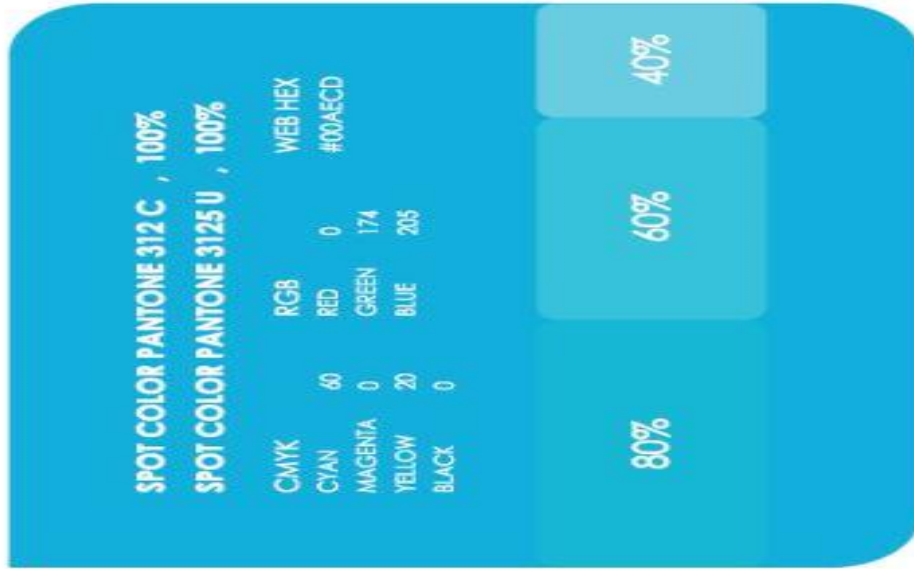 SPOT COLOR PANTONE 312 C , 100%
SPOT COLOR PANTONE 3125 U , 100%
CMYK RGB WEB HEX
CYAN 60 RED 0 #00AECD
MAGENTA 0 GREEN 174
YELLOW 20 BLUE 205
BLACK 0
80% 60% 40%